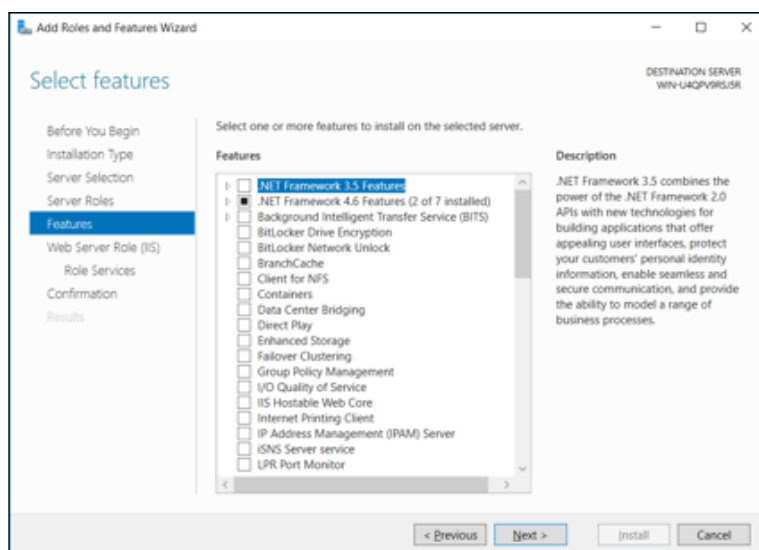 Add Roles and Features Wizard
Select features
DESTINATION SERVER
WIN-U4QPV9RSJ5R
Before You Begin
Installation Type
Server Selection
Server Roles
Features
Web Server Role (IIS)
Role Services
Confirmation
Results
Select one or more features to install on the selected server.
Features
.NET Framework 3.5 Features
.NET Framework 4.6 Features (2 of 7 installed)
Background Intelligent Transfer Service (BITS)
BitLocker Drive Encryption
BitLocker Network Unlock
BranchCache
Client for NFS
Containers
Data Center Bridging
Direct Play
Enhanced Storage
Failover Clustering
Group Policy Management
I/O Quality of Service
IIS Hostable Web Core
Internet Printing Client
IP Address Management (IPAM) Server
iSNS Server service
LPR Port Monitor
Description
.NET Framework 3.5 combines the
power of the .NET Framework 2.0
APIs with new technologies for
building applications that offer
appealing user interfaces, protect
your customers' personal identity
information, enable seamless and
secure communication, and provide
the ability to model a range of
business processes.
< Previous
Next >
Install
Cancel